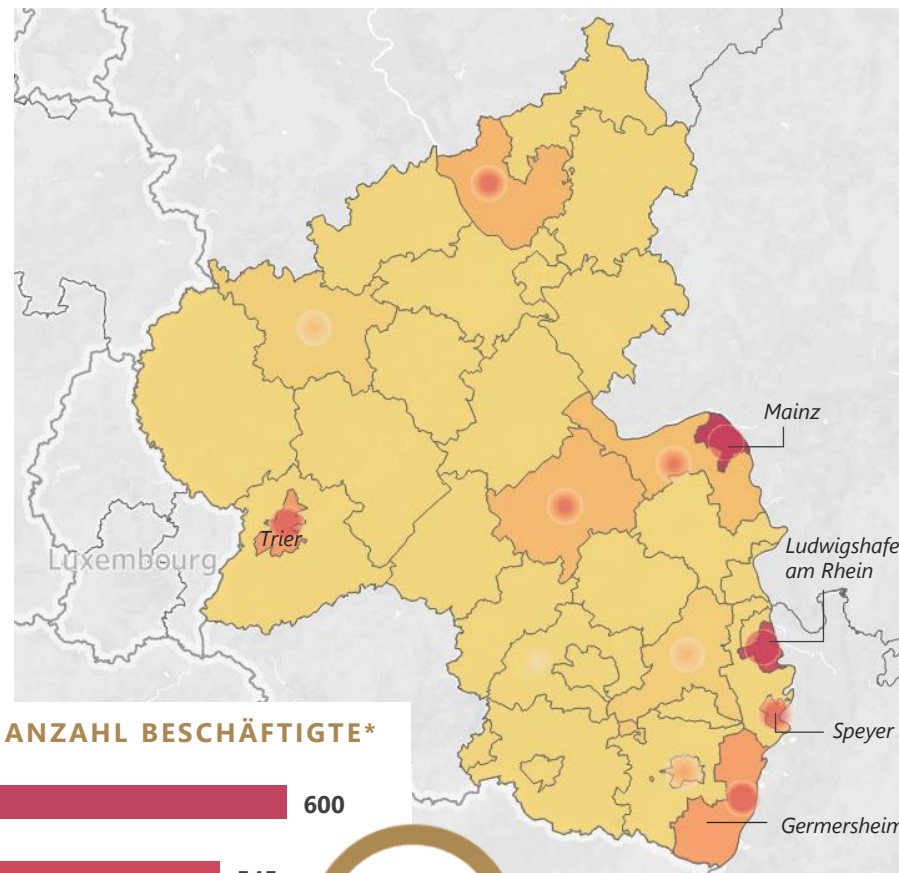 Mainz
Ludwigshafe
am Rhein
Trier
Luxembourg
ANZAHL BESCHÄFTIGTE*
Speyer
600
Germersheim